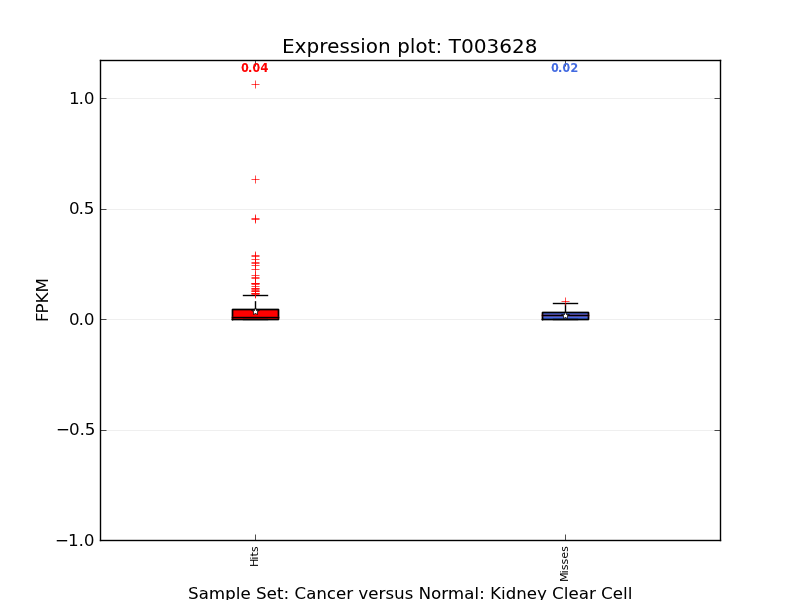 Expression plot: T003628
0.04
0.02
1.0
0.5
0.0
−0.5
−1.0
FPKM
Hits
Misses
Sample Set: Cancer versus Normal: Kidney Clear Cell